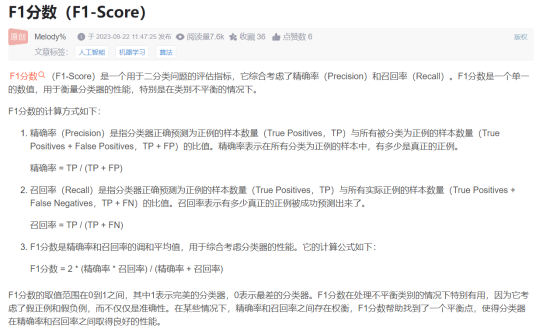 F1分数（F1-Score）
原创 Melody% 于 2023-09-22 11:47:25 发布 阅读量7.6k 收藏 36 点赞数 6 版权
文章标签： 人工智能 机器学习 算法
F1分数（F1-Score）是一个用于二分类问题的评估指标，它综合考虑了精确率（Precision）和召回率（Recall）。F1分数是一个单一
的数值，用于衡量分类器的性能，特别是在类别不平衡的情况下。
F1分数的计算方式如下：
1. 精确率（Precision）是指分类器正确预测为正例的样本数量（True Positives，TP）与所有被分类为正例的样本数量（True
Positives + False Positives，TP + FP）的比值。精确率表示在所有分类为正例的样本中，有多少是真正的正例。
精确率 = TP / (TP + FP)
2. 召回率（Recall）是指分类器正确预测为正例的样本数量（True Positives，TP）与所有实际正例的样本数量（True Positives +
False Negatives，TP + FN）的比值。召回率表示有多少真正的正例被成功预测出来了。
召回率 = TP / (TP + FN)
3. F1分数是精确率和召回率的调和平均值，用于综合考虑分类器的性能。它的计算公式如下：
F1分数 = 2 * (精确率 * 召回率) / (精确率 + 召回率)
F1分数的取值范围在0到1之间，其中1表示完美的分类器，0表示最差的分类器。F1分数在处理不平衡类别的情况下特别有用，因为它考
虑了假正例和假负例，而不仅仅是准确性。在某些情况下，精确率和召回率之间存在权衡，F1分数帮助找到了一个平衡点，使得分类器
在精确率和召回率之间取得良好的性能。